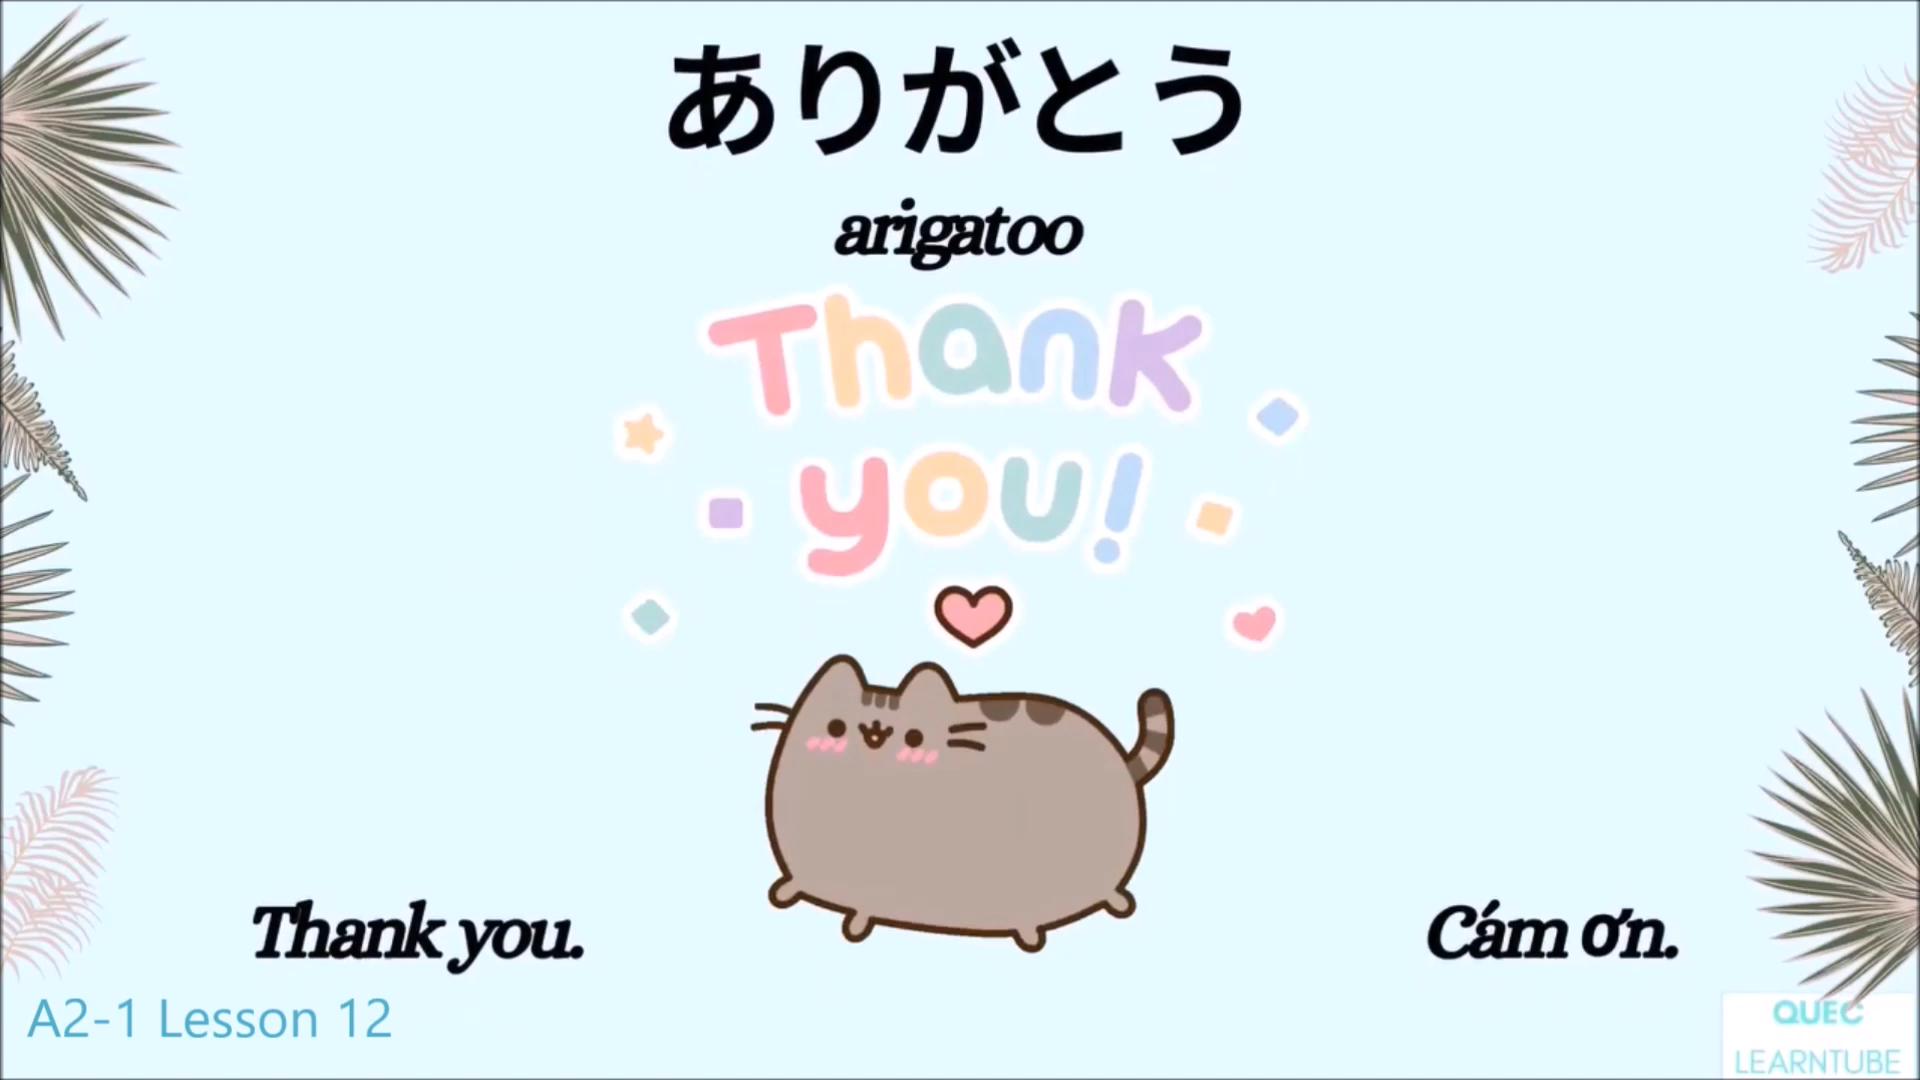 ありがとう
arigatoo
Thank
you!
Thank you.
Cám ơn.
A2-1 Lesson 12
QUEC
LEARNTUBE